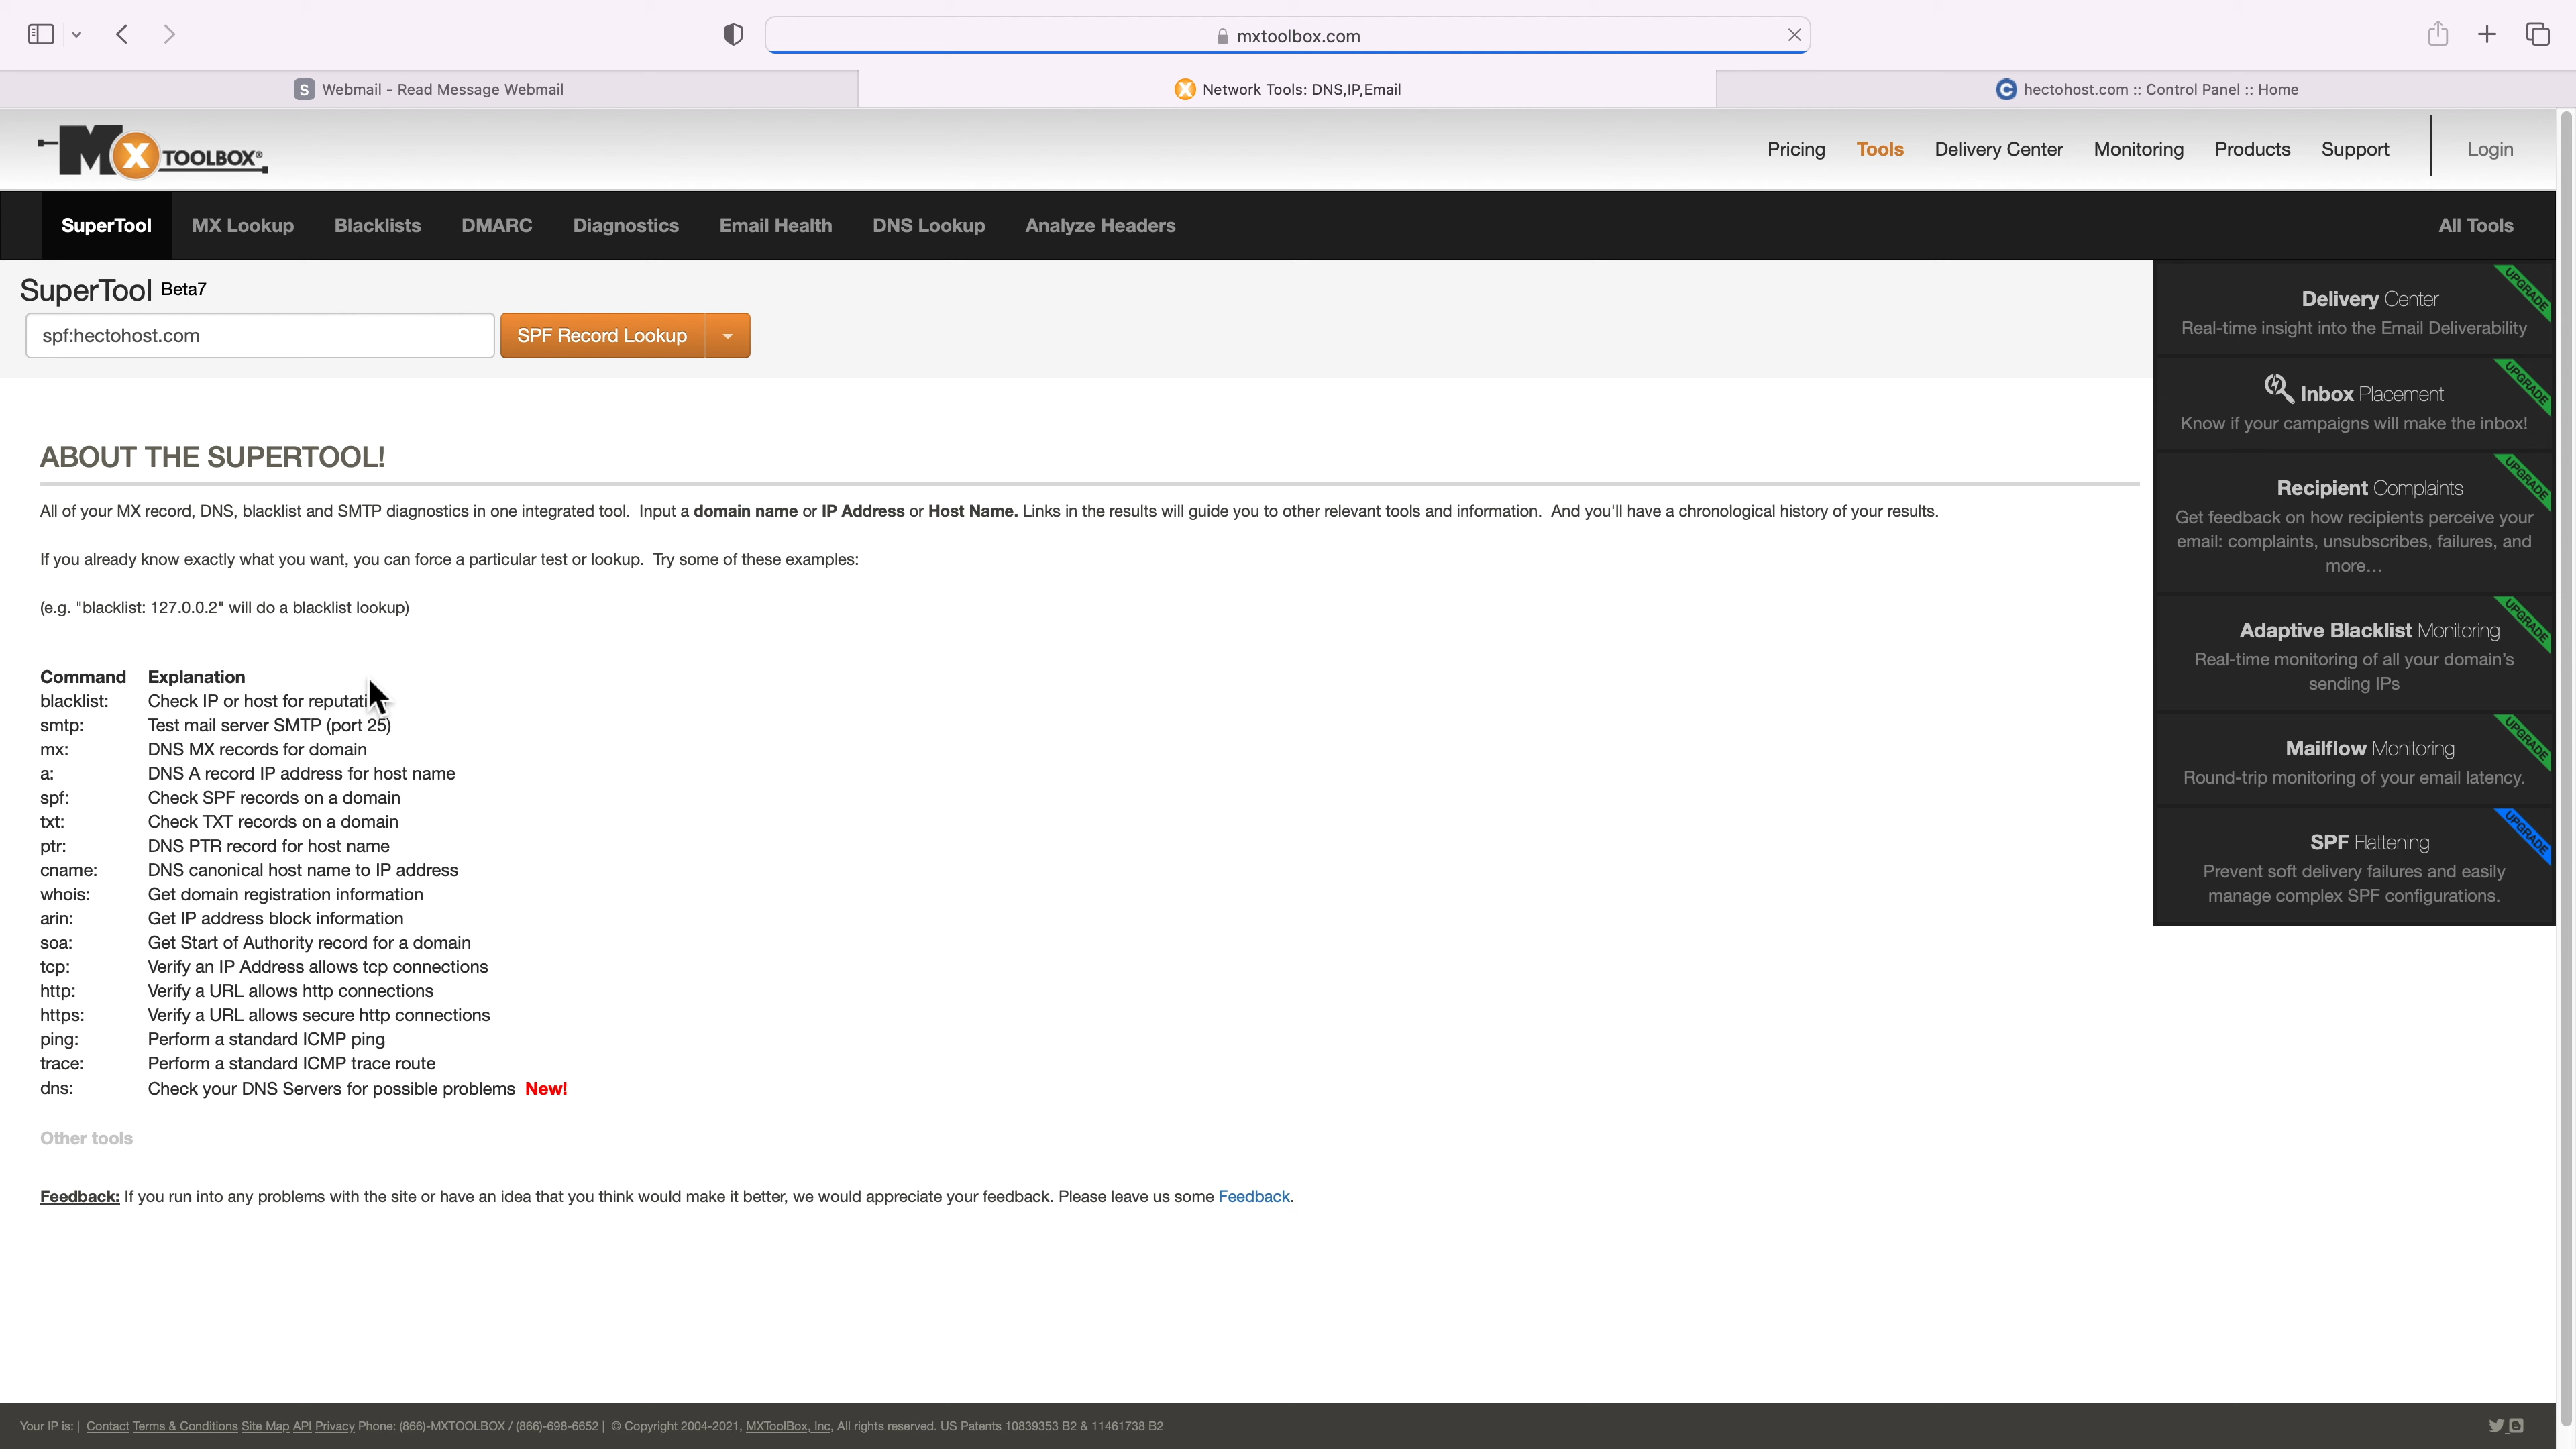 mxtoolbox.com
S Webmail - Read Message Webmail
X Network Tools: DNS,IP,Email
C hectohost.com :: Control Panel :: Home
MX TOOLBOX®
Pricing Tools Delivery Center Monitoring Products Support Login
SuperTool MX Lookup Blacklists DMARC Diagnostics Email Health DNS Lookup Analyze Headers All Tools
SuperTool Beta7
spf:hectohost.com SPF Record Lookup
ABOUT THE SUPERTOOL!
All of your MX record, DNS, blacklist and SMTP diagnostics in one integrated tool. Input a domain name or IP Address or Host Name. Links in the results will guide you to other relevant tools and information. And you'll have a chronological history of your results.
If you already know exactly what you want, you can force a particular test or lookup. Try some of these examples:
(e.g. "blacklist: 127.0.0.2" will do a blacklist lookup)
Command Explanation
blacklist: Check IP or host for
smtp: Test mail server SMTP (port 25)
mx: DNS MX records for domain
a: DNS A record IP address for host name
spf: Check SPF records on a domain
txt: Check TXT records on a domain
ptr: DNS PTR record for host name
cname: DNS canonical host name to IP address
whois: Get domain registration information
arin: Get IP address block information
soa: Get Start of Authority record for a domain
tcp: Verify an IP Address allows tcp connections
http: Verify a URL allows http connections
https: Verify a URL allows secure http connections
ping: Perform a standard ICMP ping
trace: Perform a standard ICMP trace route
dns: Check your DNS Servers for possible problems New!
Other tools
Feedback: If you run into any problems with the site or have an idea that you think would make it better, we would appreciate your feedback. Please leave us some Feedback.
UPGRADE
Delivery Center
Real-time insight into the Email Deliverability
UPGRADE
Inbox Placement
Know if your campaigns will make the inbox!
UPGRADE
Recipient Complaints
Get feedback on how recipients perceive your
email: complaints, unsubscribes, failures, and
more...
UPGRADE
Adaptive Blacklist Monitoring
Real-time monitoring of all your domain's
sending IPs
UPGRADE
Mailflow Monitoring
Round-trip monitoring of your email latency.
UPGRADE
SPF Flattening
Prevent soft delivery failures and easily
manage complex SPF configurations.
Your IP is: | Contact Terms & Conditions Site Map API Privacy Phone: (866)-MXTOOLBOX / (866)-698-6652 | © Copyright 2004-2021, MXToolBox, Inc, All rights reserved. US Patents 10839353 B2 & 11461738 B2